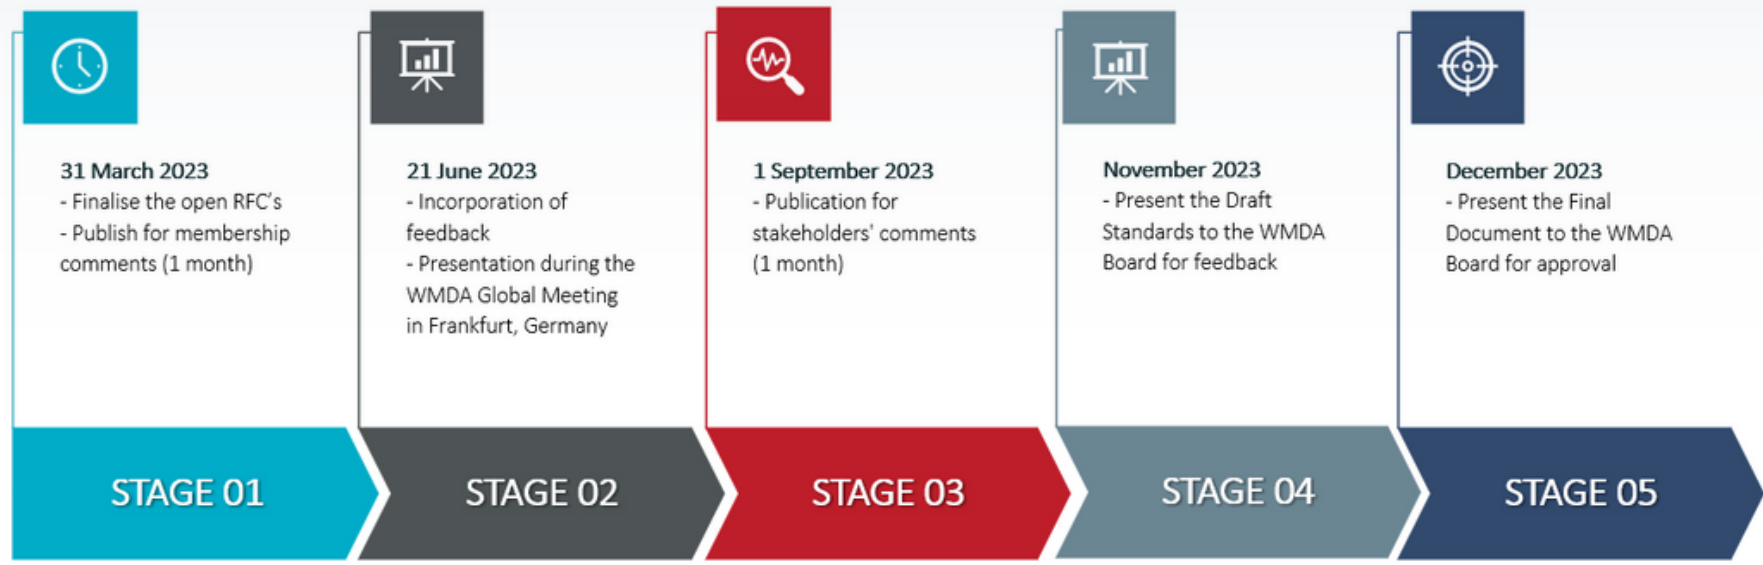 31 March 2023
- Finalise the open RFC's
- Publish for membership
comments (1 month)
21 June 2023
- Incorporation of
feedback
- Presentation during the
WMDA Global Meeting
in Frankfurt, Germany
1 September 2023
- Publication for
stakeholders' comments
(1 month)
November 2023
- Present the Draft
Standards to the WMDA
Board for feedback
December 2023
- Present the Final
Document to the WMDA
Board for approval
STAGE 01
STAGE 02
STAGE 03
STAGE 04
STAGE 05